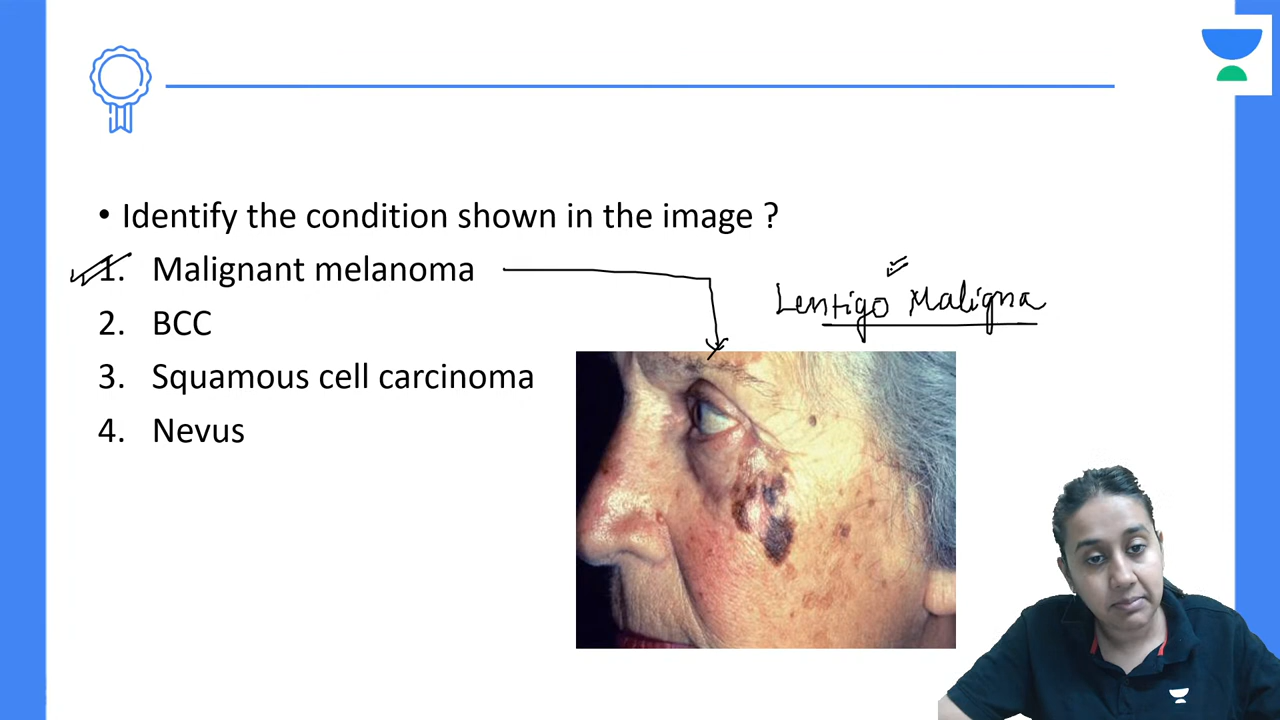 • Identify the condition shown in the image ?
1. Malignant melanoma
Lentigo Maligna
2. BCC
3. Squamous cell carcinoma
4. Nevus